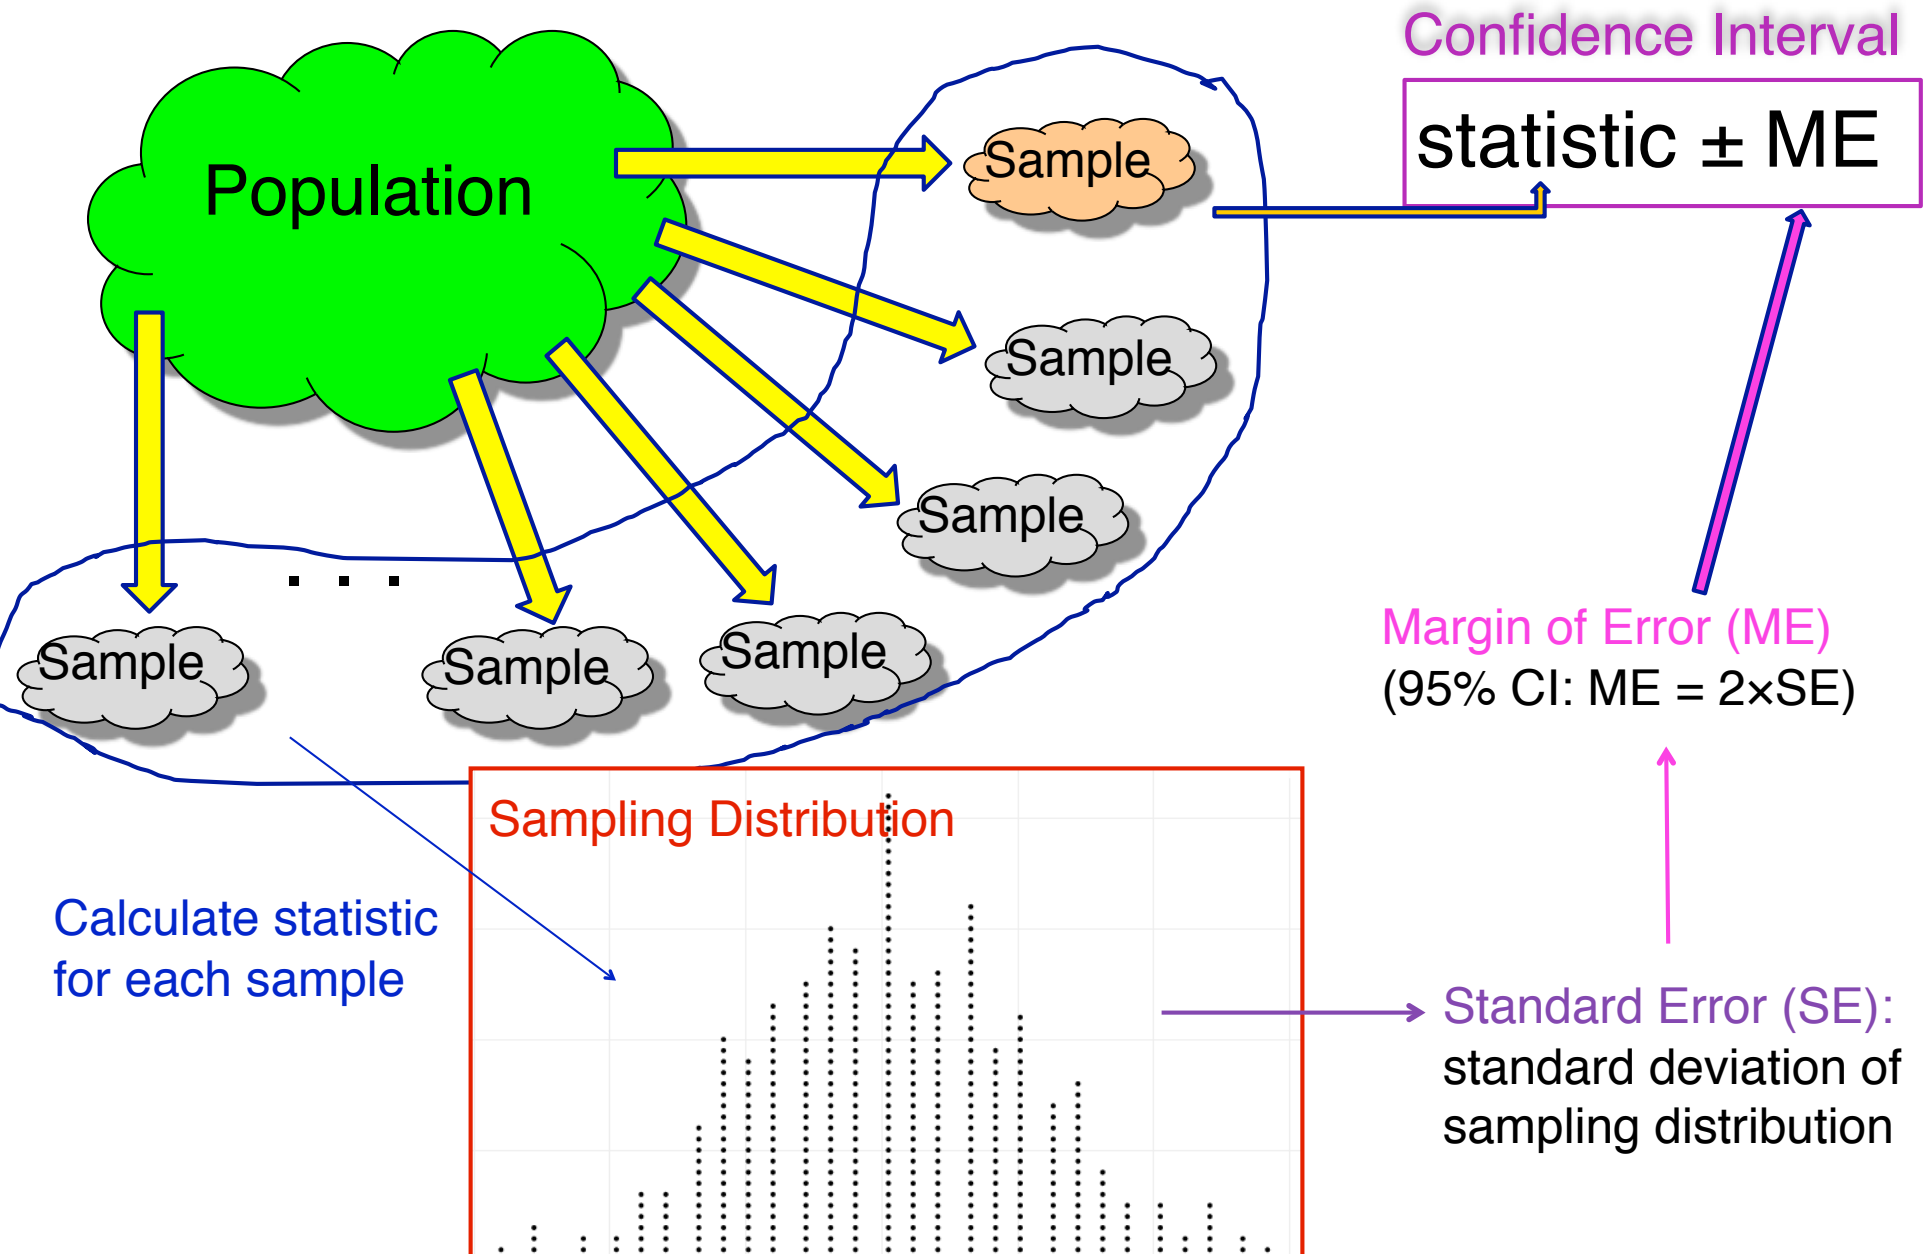 Confidence Interval
statistic ± ME
Population
Sample
Sample
Sample
Sample
Sample
Sample
. . .
Margin of Error (ME)
(95% CI: ME = 2×SE)
Sampling Distribution
Calculate statistic
for each sample
Standard Error (SE):
standard deviation of
sampling distribution